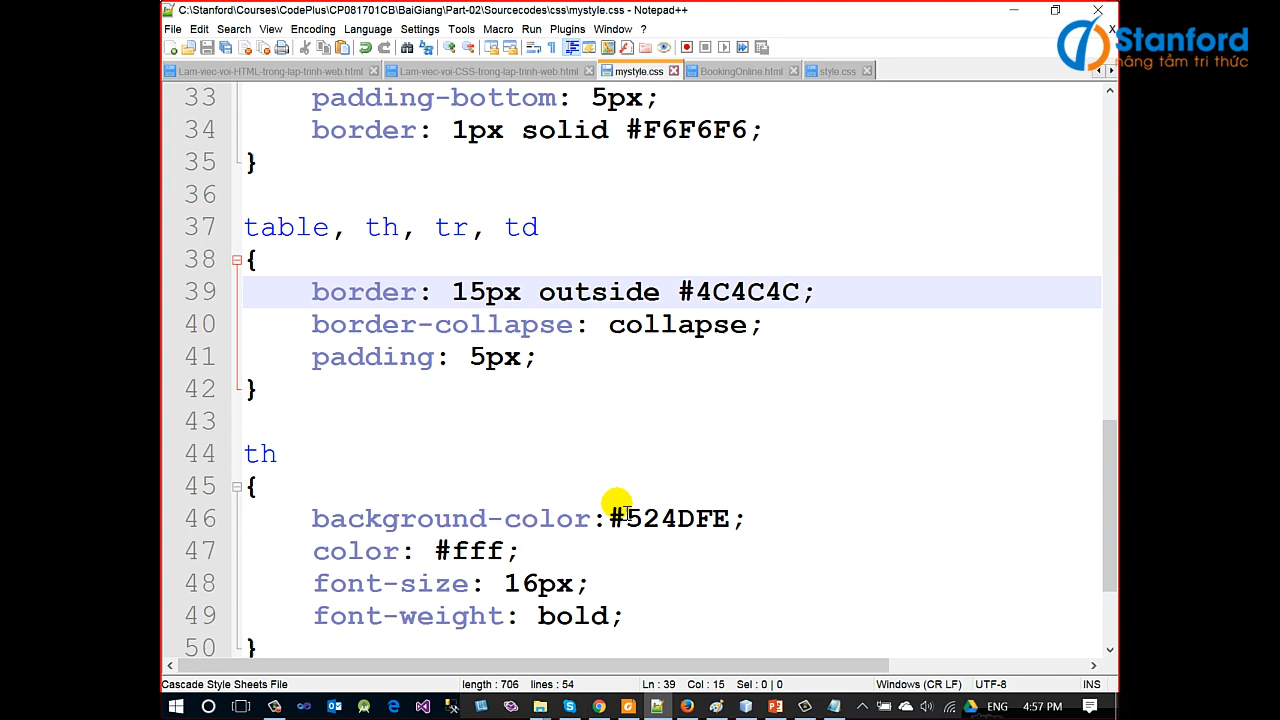 C:\Stanford\Courses\CodePlus\CP081701CB\BaiGiang\Part-02\Sourcecodes\css\mystyle.css - Notepad++
File Edit Search View Encoding Language Settings Tools Macro Run Plugins Window ? X
Stanford
nâng tầm tri thức
Lam-viec-voi-HTML-trong-lap-trinh-web.html Lam-viec-voi-CSS-trong-lap-trinh-web.html mystyle.css BookingOnline.html style.css
33 padding-bottom: 5px;
34 border: 1px solid #F6F6F6;
35 }
36
37 table, th, tr, td
38 {
39 border: 15px outside #4C4C4C;
40 border-collapse: collapse;
41 padding: 5px;
42 }
43
44 th
45 {
46 background-color:#524DFE;
47 color: #fff;
48 font-size: 16px;
49 font-weight: bold;
50 }
Cascade Style Sheets File length : 706 lines : 54 Ln : 39 Col : 15 Sel : 0 | 0 Windows (CR LF) UTF-8 INS
ENG 4:57 PM